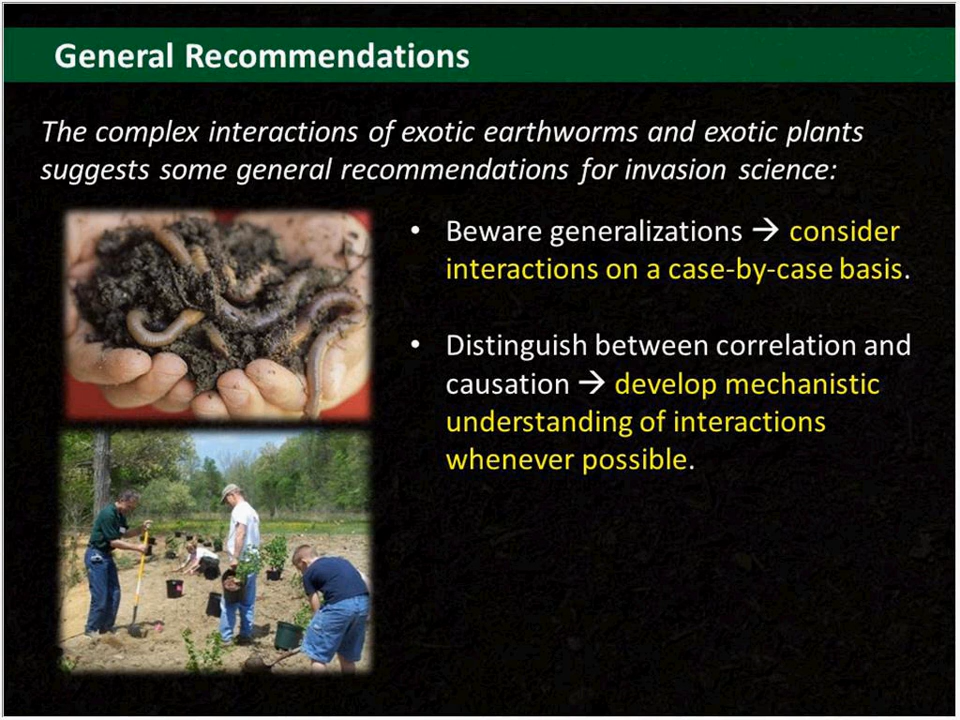 General Recommendations
The complex interactions of exotic earthworms and exotic plants
suggests some general recommendations for invasion science:
• Beware generalizations → consider
interactions on a case-by-case basis.
• Distinguish between correlation and
causation → develop mechanistic
understanding of interactions
whenever possible.